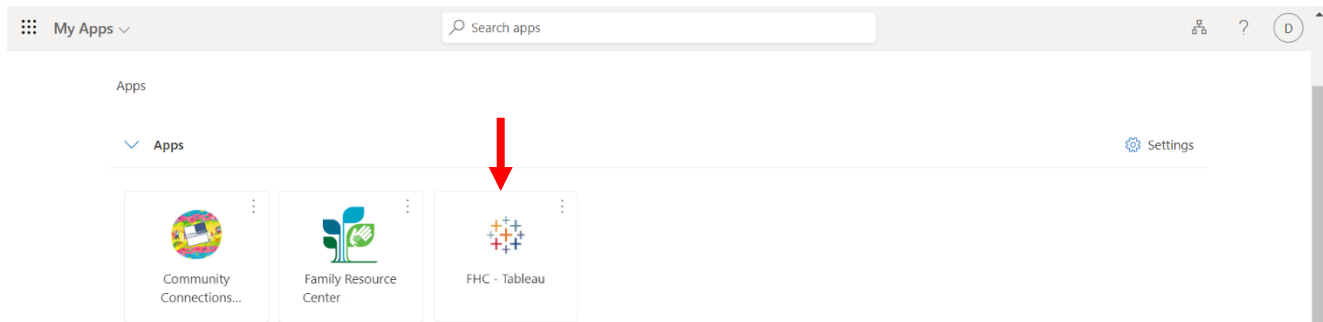 My Apps
Search apps
?
D
Apps
Apps
Settings
Community
Connections...
Family Resource
Center
FHC - Tableau